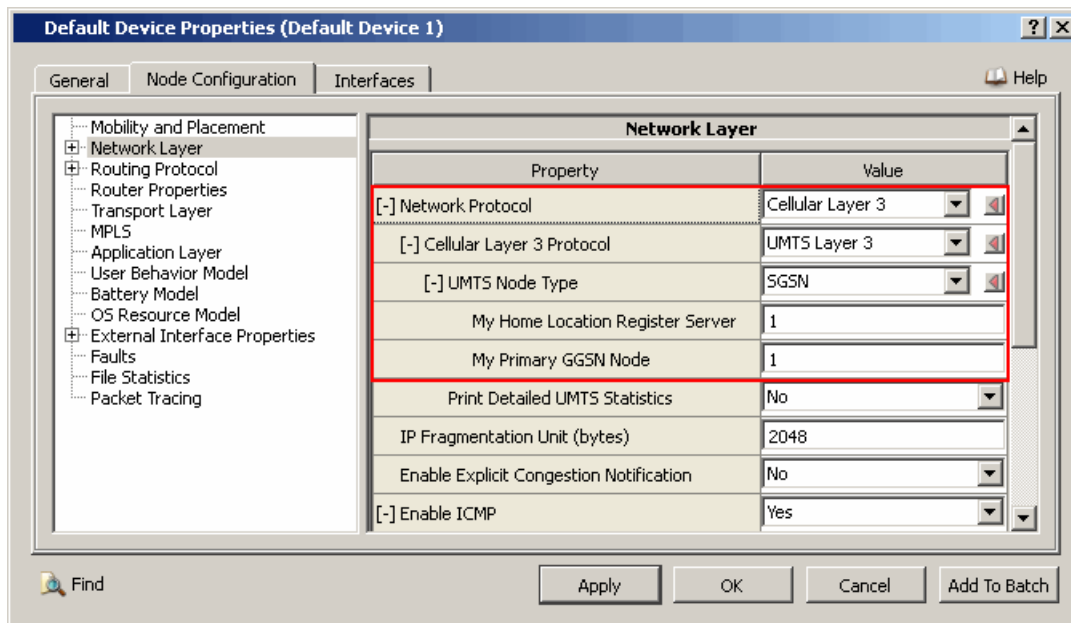 Default Device Properties (Default Device 1)
General Node Configuration Interfaces Help
Mobility and Placement
Network Layer
Routing Protocol
Router Properties
Transport Layer
MPLS
Application Layer
User Behavior Model
Battery Model
OS Resource Model
External Interface Properties
Faults
File Statistics
Packet Tracing
Network Layer
Property Value
[-] Network Protocol Cellular Layer 3
[-] Cellular Layer 3 Protocol UMTS Layer 3
[-] UMTS Node Type SGSN
My Home Location Register Server 1
My Primary GGSN Node 1
Print Detailed UMTS Statistics No
IP Fragmentation Unit (bytes) 2048
Enable Explicit Congestion Notification No
[-] Enable ICMP Yes
Find Apply OK Cancel Add To Batch